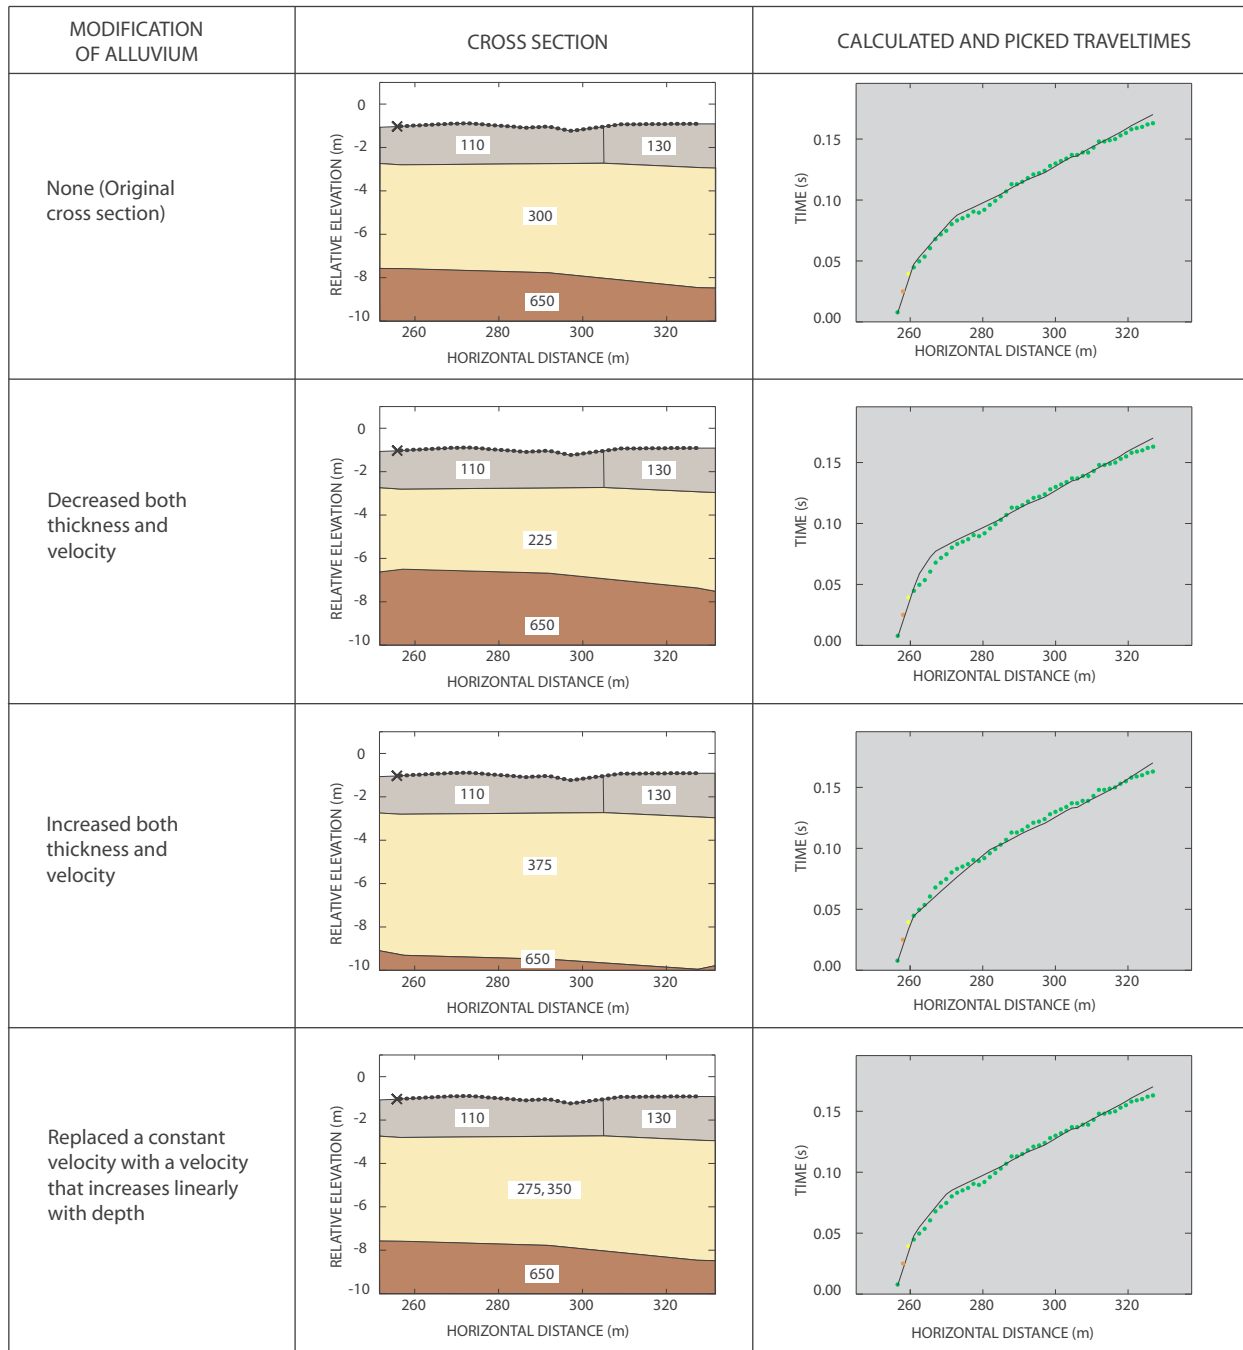 MODIFICATION
OF ALLUVIUM
CROSS SECTION
CALCULATED AND PICKED TRAVELTIMES
None (Original
cross section)
RELATIVE ELEVATION (m)
0
-2
-4
-6
-8
-10
110
130
300
650
260
280
300
320
HORIZONTAL DISTANCE (m)
TIME (s)
0.15
0.10
0.05
0.00
260
280
300
320
HORIZONTAL DISTANCE (m)
Decreased both
thickness and
velocity
RELATIVE ELEVATION (m)
0
-2
-4
-6
-8
-10
110
130
225
650
260
280
300
320
HORIZONTAL DISTANCE (m)
TIME (s)
0.15
0.10
0.05
0.00
260
280
300
320
HORIZONTAL DISTANCE (m)
Increased both
thickness and
velocity
RELATIVE ELEVATION (m)
0
-2
-4
-6
-8
-10
110
130
375
650
260
280
300
320
HORIZONTAL DISTANCE (m)
TIME (s)
0.15
0.10
0.05
0.00
260
280
300
320
HORIZONTAL DISTANCE (m)
Replaced a constant
velocity with a velocity
that increases linearly
with depth
RELATIVE ELEVATION (m)
0
-2
-4
-6
-8
-10
110
130
275, 350
650
260
280
300
320
HORIZONTAL DISTANCE (m)
TIME (s)
0.15
0.10
0.05
0.00
260
280
300
320
HORIZONTAL DISTANCE (m)